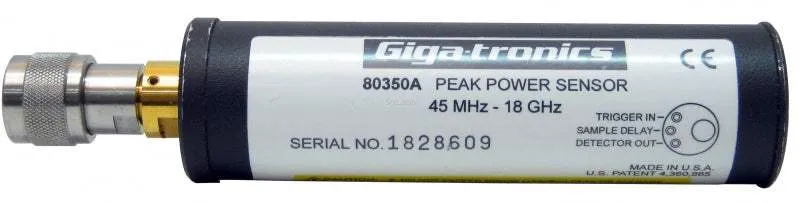 Giga-tronics
CE
80350A PEAK POWER SENSOR
45 MHz - 18 GHz
TRIGGER IN
SAMPLE DELAY
DETECTOR OUT
SERIAL NO. 1828609
MADE IN U.S.A.
U.S. PATENT 4,360,865